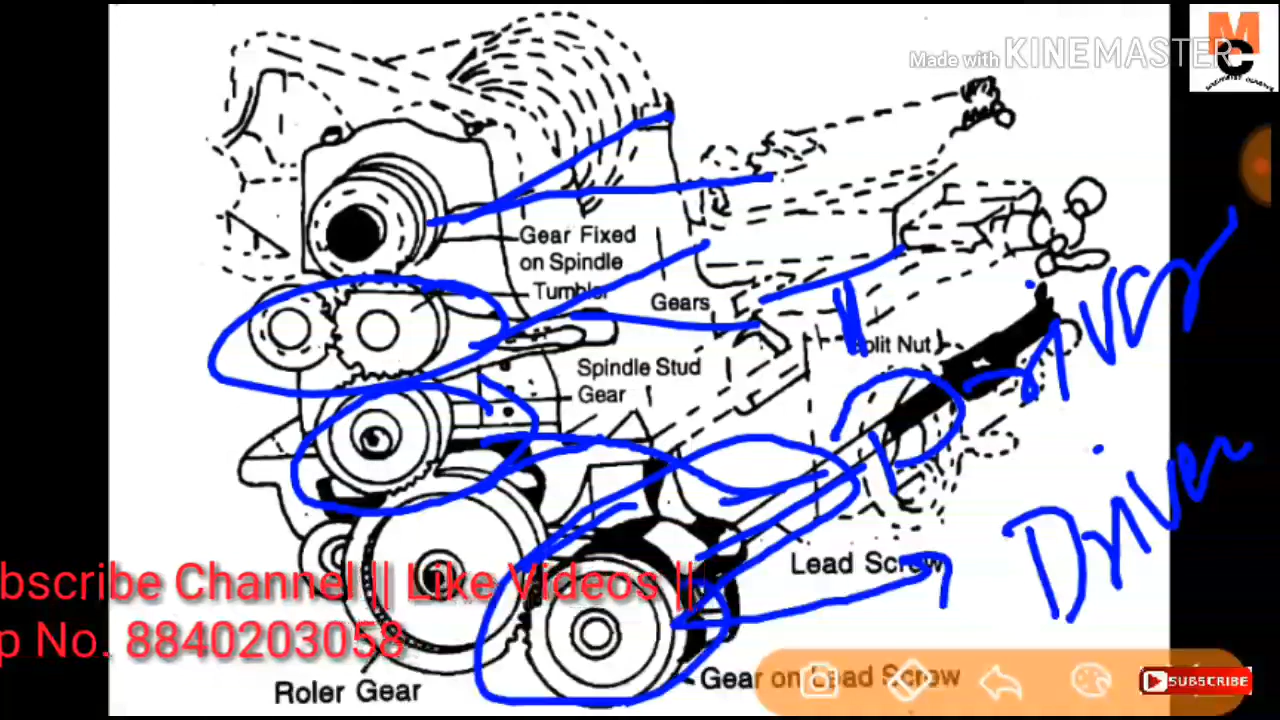 M
C
Made with KINEMASTER
Gear Fixed
on Spindle
Tumbler
Gears
Split Nut
Spindle Stud
Gear
Driver
Driven
Lead Screw
bscribe Channel || Like Videos ||
p No. 8840203058
Gear on Lead Screw
Roler Gear
SUBSCRIBE